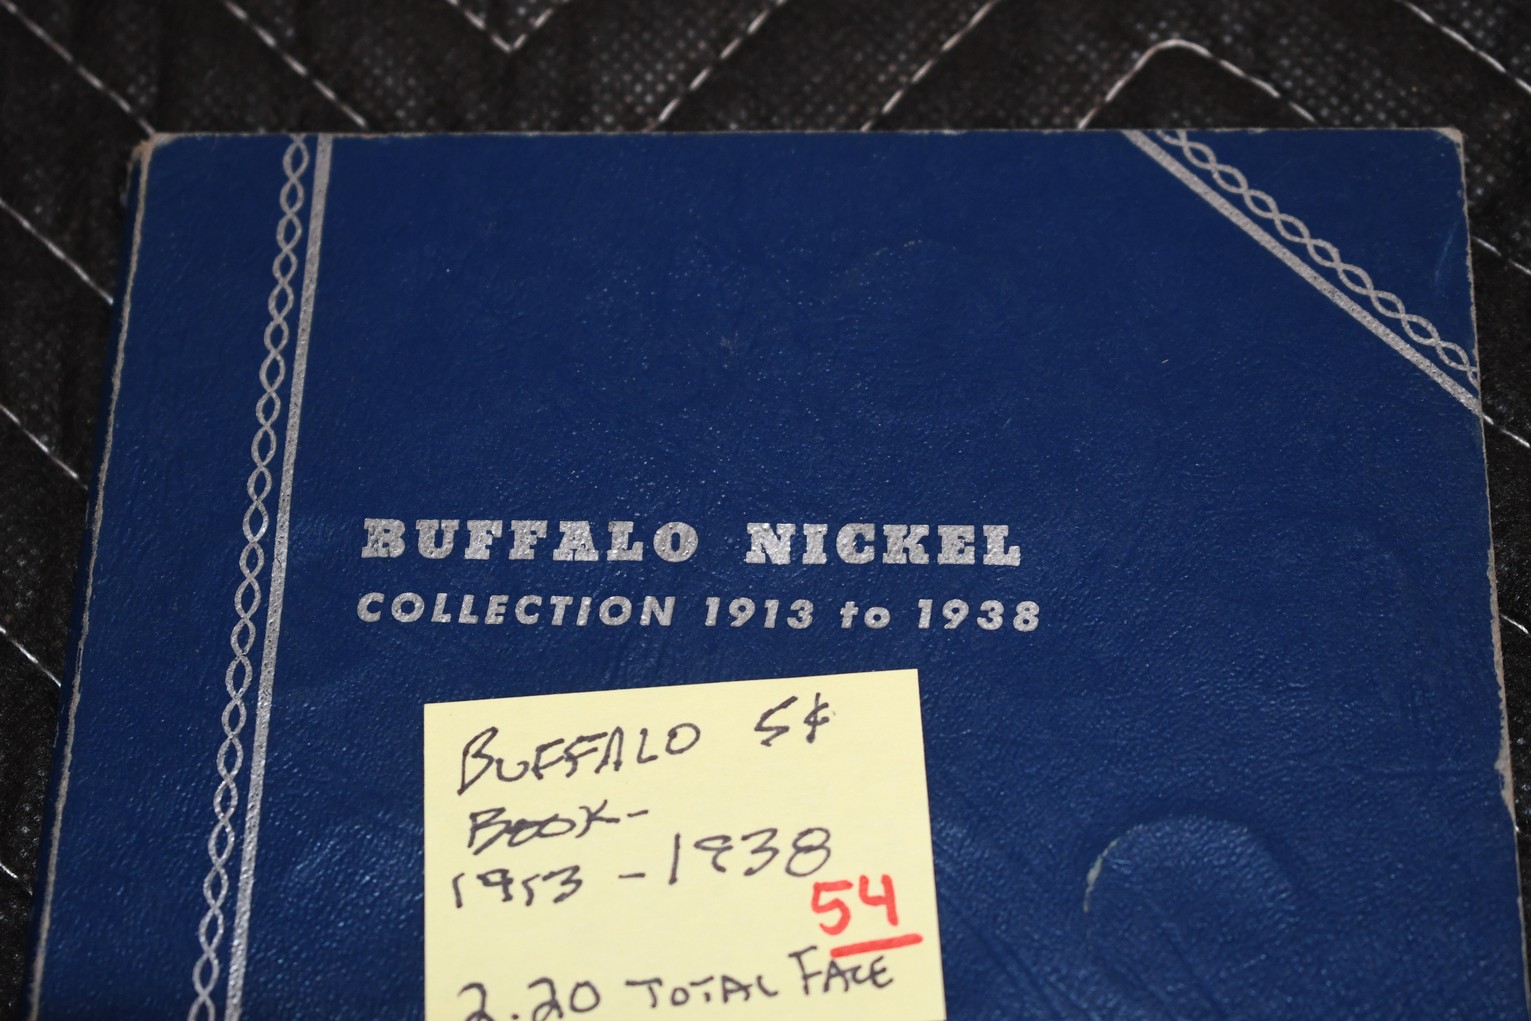 BUFFALO NICKEL
COLLECTION 1913 to 1938
BUFFALO 5¢
BOOK-
1913 - 1938
54
2.20 TOTAL FACE